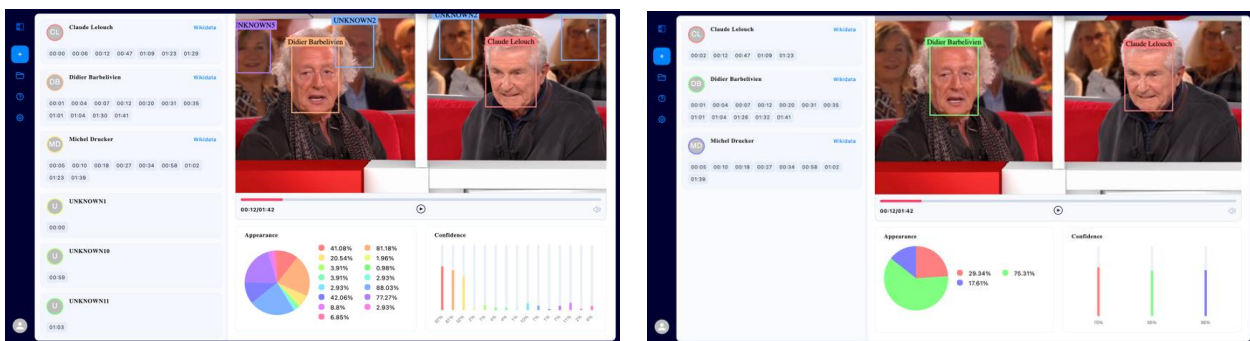 CL
Claude Lelouch
Wikidata
00:00 00:06 00:12 00:47 01:09 01:23 01:29
DB
Didier Barbelivien
Wikidata
00:01 00:04 00:07 00:12 00:20 00:31 00:35
01:01 01:04 01:30 01:41
MD
Michel Drucker
Wikidata
00:05 00:10 00:18 00:27 00:34 00:58 01:02
01:23 01:39
U
UNKNOWN1
00:00
U
UNKNOWN10
00:59
U
UNKNOWN11
01:03
UNKNOWN2
UNKNOWN2
NKNOWN5
Didier Barbelivien
Claude Lelouch
00:12/01:42
Appearance
41.08% 81.18%
20.54% 1.96%
3.91% 0.98%
3.91% 2.93%
2.93% 88.03%
42.06% 77.27%
8.8% 2.93%
6.85%
Confidence
CL
Claude Lelouch
Wikidata
00:02 00:12 00:47 01:09 01:23
DB
Didier Barbelivien
Wikidata
00:01 00:04 00:07 00:12 00:20 00:31 00:35
01:01 01:04 01:26 01:32 01:41
MD
Michel Drucker
Wikidata
00:05 00:10 00:18 00:27 00:34 00:58 01:02
01:39
Didier Barbelivien
Claude Lelouch
00:12/01:42
Appearance
29.34% 75.31%
17.61%
Confidence